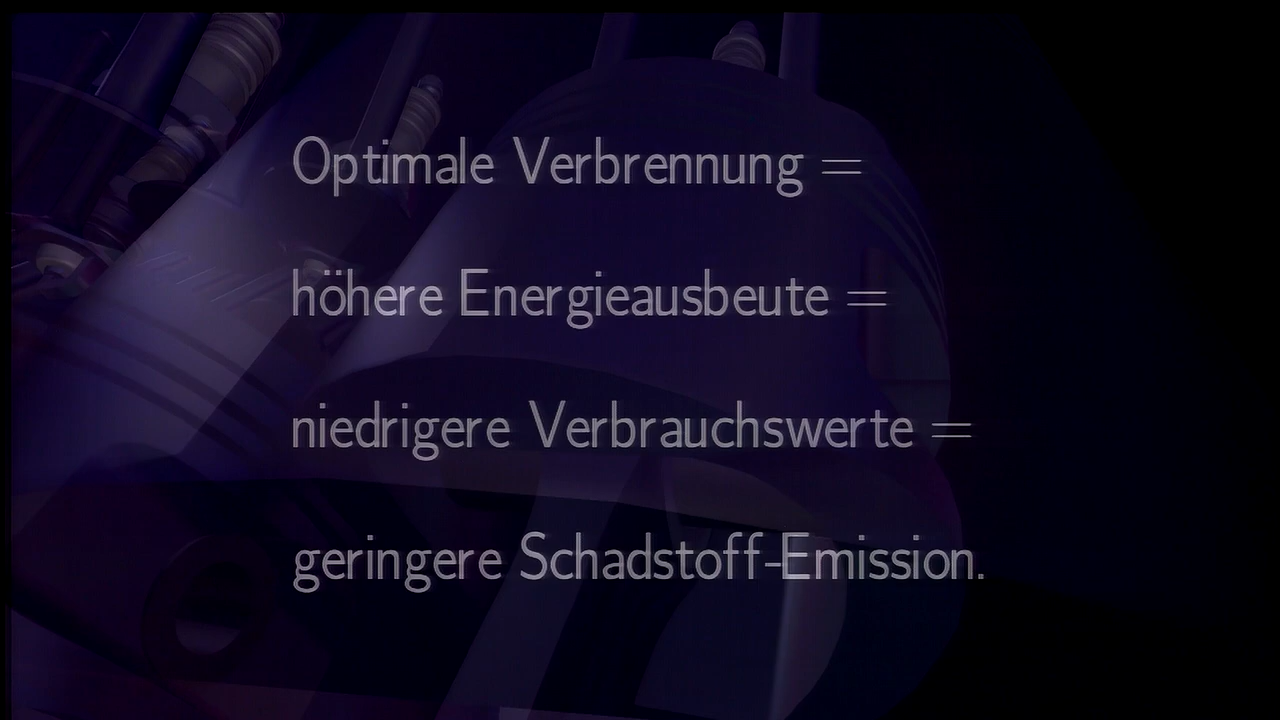 Optimale Verbrennung =
höhere Energieausbeute =
niedrigere Verbrauchswerte =
geringere Schadstoff-Emission.